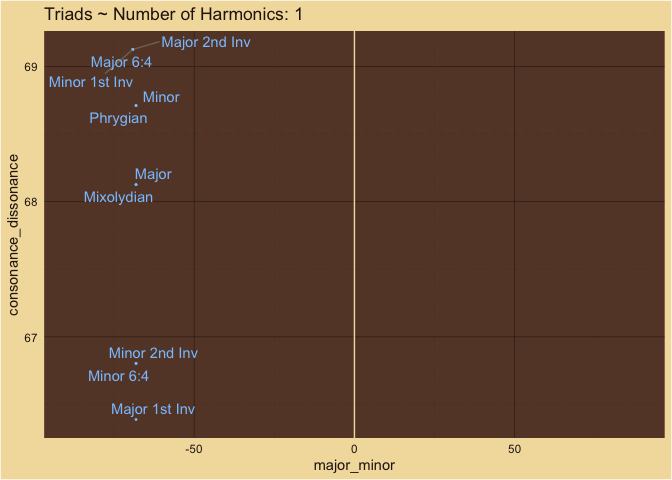 Triads ~ Number of Harmonics: 1
Major 2nd Inv
Major 6:4
Minor 1st Inv
Minor
Phrygian
Major
Mixolydian
Minor 2nd Inv
Minor 6:4
Major 1st Inv
69
68
67
consonance_dissonance
-50
0
50
major_minor